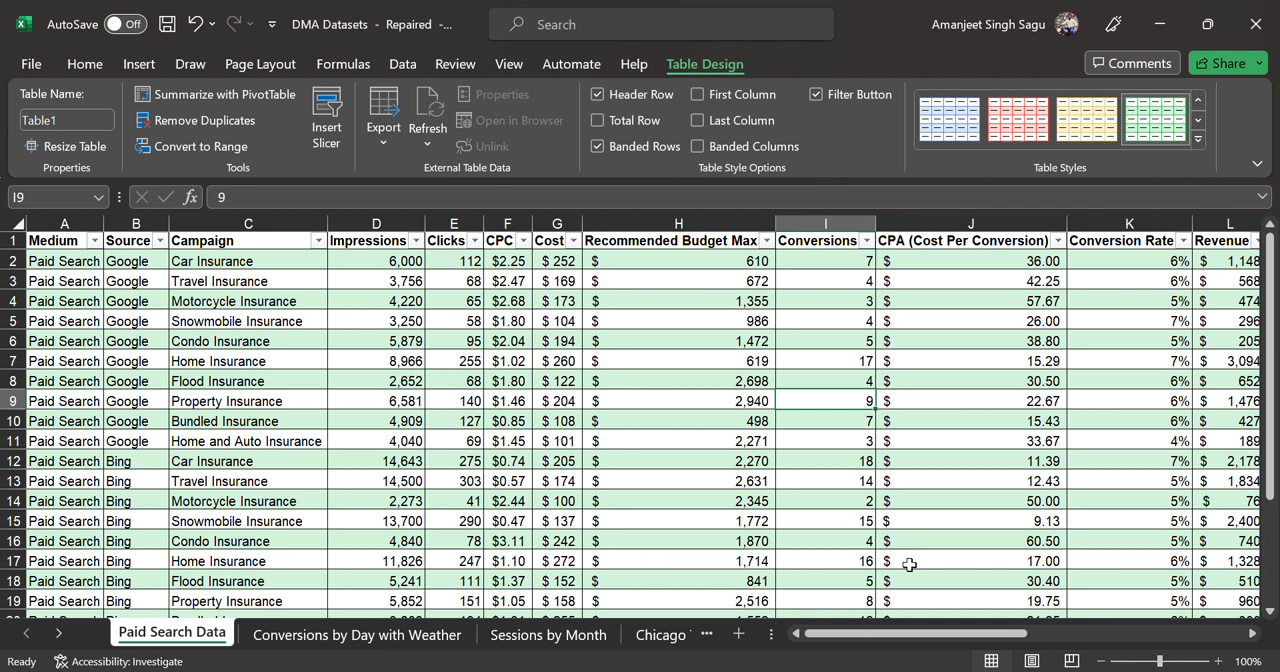 AutoSave Off DMA Datasets - Repaired -... Search Amanjeet Singh Sagu
File Home Insert Draw Page Layout Formulas Data Review View Automate Help Table Design Comments Share
Table Name:
Table1
Resize Table
Properties
Summarize with PivotTable
Remove Duplicates
Convert to Range
Insert
Slicer
Tools
Export
Refresh
Properties
Open in Browser
Unlink
External Table Data
Header Row First Column Filter Button
Total Row Last Column
Banded Rows Banded Columns
Table Style Options
Table Styles
I9 fx 9
A B C D E F G H I J K L
1 Medium Source Campaign Impressions Clicks CPC Cost Recommended Budget Max Conversions CPA (Cost Per Conversion) Conversion Rate Revenue
2 Paid Search Google Car Insurance 6,000 112 $2.25 $ 252 $ 610 7 $ 36.00 6% $ 1,148
3 Paid Search Google Travel Insurance 3,756 68 $2.47 $ 169 $ 672 4 $ 42.25 6% $ 568
4 Paid Search Google Motorcycle Insurance 4,220 65 $2.68 $ 173 $ 1,355 3 $ 57.67 5% $ 474
5 Paid Search Google Snowmobile Insurance 3,250 58 $1.80 $ 104 $ 986 4 $ 26.00 7% $ 296
6 Paid Search Google Condo Insurance 5,879 95 $2.04 $ 194 $ 1,472 5 $ 38.80 5% $ 205
7 Paid Search Google Home Insurance 8,966 255 $1.02 $ 260 $ 619 17 $ 15.29 7% $ 3,094
8 Paid Search Google Flood Insurance 2,652 68 $1.80 $ 122 $ 2,698 4 $ 30.50 6% $ 652
9 Paid Search Google Property Insurance 6,581 140 $1.46 $ 204 $ 2,940 9 $ 22.67 6% $ 1,476
10 Paid Search Google Bundled Insurance 4,909 127 $0.85 $ 108 $ 498 7 $ 15.43 6% $ 427
11 Paid Search Google Home and Auto Insurance 4,040 69 $1.45 $ 101 $ 2,271 3 $ 33.67 4% $ 189
12 Paid Search Bing Car Insurance 14,643 275 $0.74 $ 205 $ 2,270 18 $ 11.39 7% $ 2,178
13 Paid Search Bing Travel Insurance 14,500 303 $0.57 $ 174 $ 2,631 14 $ 12.43 5% $ 1,834
14 Paid Search Bing Motorcycle Insurance 2,273 41 $2.44 $ 100 $ 2,345 2 $ 50.00 5% $ 76
15 Paid Search Bing Snowmobile Insurance 13,700 290 $0.47 $ 137 $ 1,772 15 $ 9.13 5% $ 2,400
16 Paid Search Bing Condo Insurance 4,840 78 $3.11 $ 242 $ 1,870 4 $ 60.50 5% $ 740
17 Paid Search Bing Home Insurance 11,826 247 $1.10 $ 272 $ 1,714 16 $ 17.00 6% $ 1,328
18 Paid Search Bing Flood Insurance 5,241 111 $1.37 $ 152 $ 841 5 $ 30.40 5% $ 510
19 Paid Search Bing Property Insurance 5,852 151 $1.05 $ 158 $ 2,516 8 $ 19.75 5% $ 960
Paid Search Data Conversions by Day with Weather Sessions by Month Chicago ...
Ready Accessibility: Investigate 100%